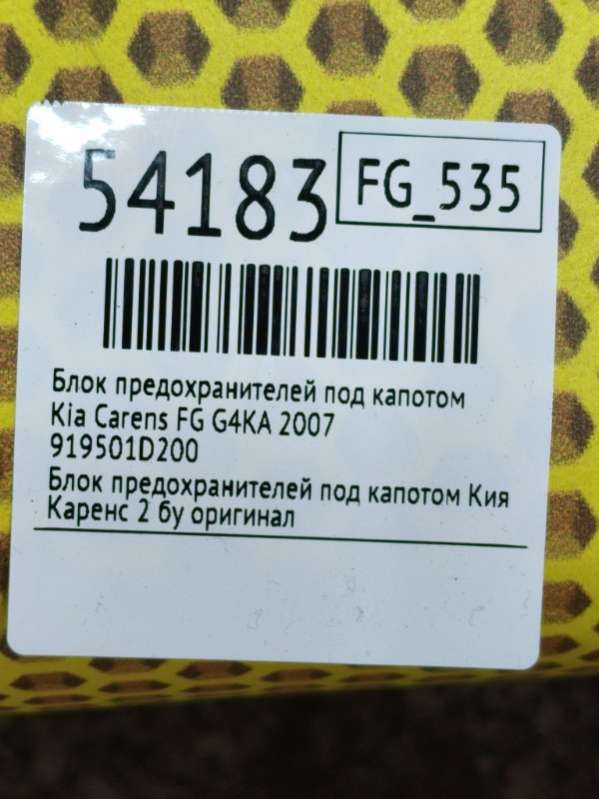 54183
FG_535
Блок предохранителей под капотом
Kia Carens FG G4KA 2007
919501D200
Блок предохранителей под капотом Кия
Каренс 2 бу оригинал